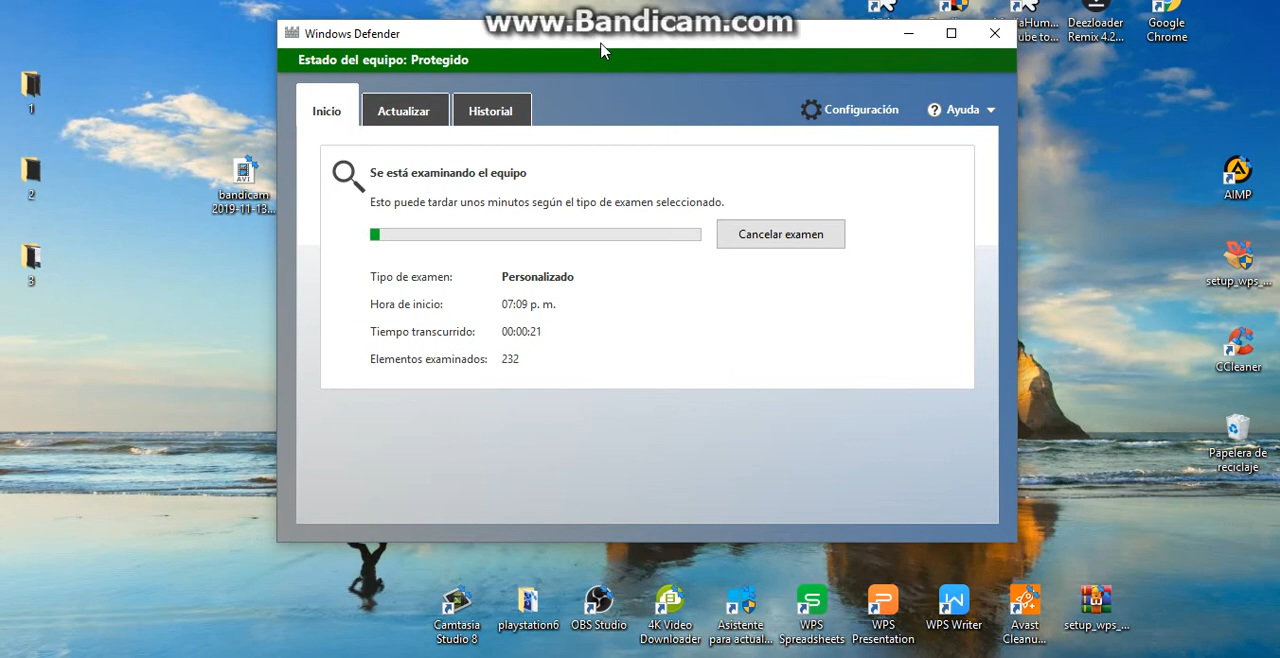 www.Bandicam.com
Windows Defender
Estado del equipo: Protegido
Inicio
Actualizar
Historial
Configuración
Ayuda
Se está examinando el equipo
Esto puede tardar unos minutos según el tipo de examen seleccionado.
Cancelar examen
Tipo de examen: Personalizado
Hora de inicio: 07:09 p. m.
Tiempo transcurrido: 00:00:21
Elementos examinados: 232
1
2
3
AVI
bandicam
2019-11-13...
Deezloader
Remix 4.2...
Google
Chrome
AIMP
setup_wps_...
CCleaner
Papelera de
reciclaje
Camtasia
Studio 8
playstation6
OBS Studio
4K Video
Downloader
Asistente
para actual...
WPS
Spreadsheets
WPS
Presentation
WPS Writer
Avast
Cleanu...
setup_wps_...